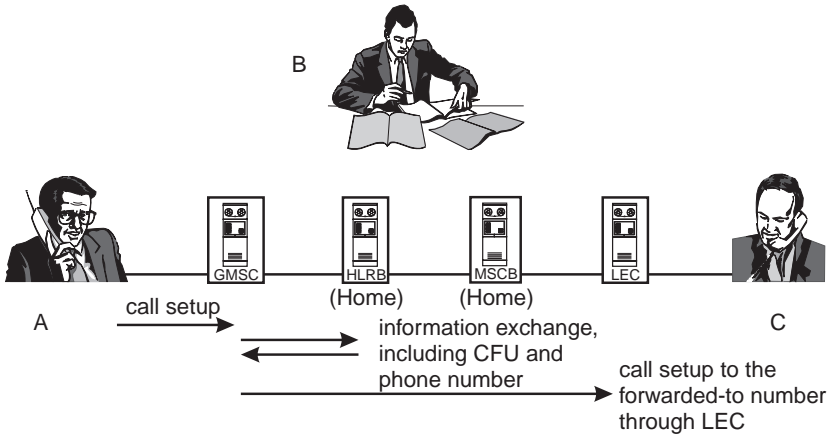 B
GMSC
HLRB
MSCB
LEC
(Home)
(Home)
A
call setup
C
information exchange,
including CFU and
phone number
call setup to the
forwarded-to number
through LEC